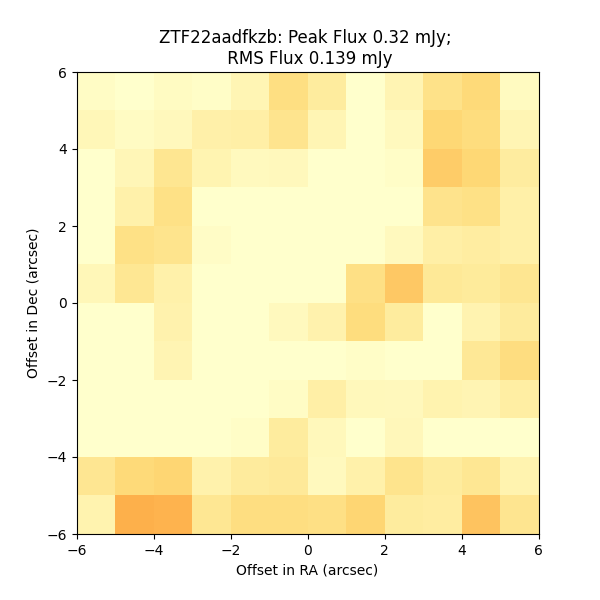 ZTF22aadfkzb: Peak Flux 0.32 mJy;
RMS Flux 0.139 mJy
6
4
2
0
−2
−4
−6
Offset in Dec (arcsec)
−6 −4 −2 0 2 4 6
Offset in RA (arcsec)